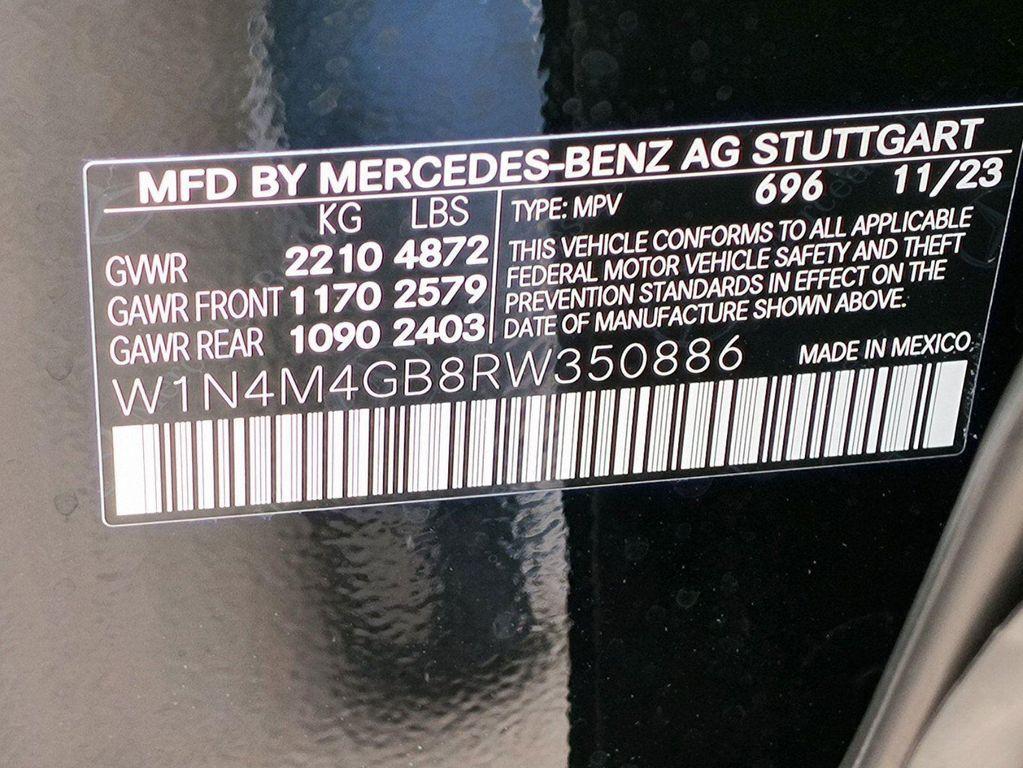 MFD BY MERCEDES-BENZ AG STUTTGART
KG LBS
GVWR 2210 4872
GAWR FRONT 1170 2579
GAWR REAR 1090 2403
TYPE: MPV 696 11/23
THIS VEHICLE CONFORMS TO ALL APPLICABLE
FEDERAL MOTOR VEHICLE SAFETY AND THEFT
PREVENTION STANDARDS IN EFFECT ON THE
DATE OF MANUFACTURE SHOWN ABOVE.
W1N4M4GB8RW350886 MADE IN MEXICO